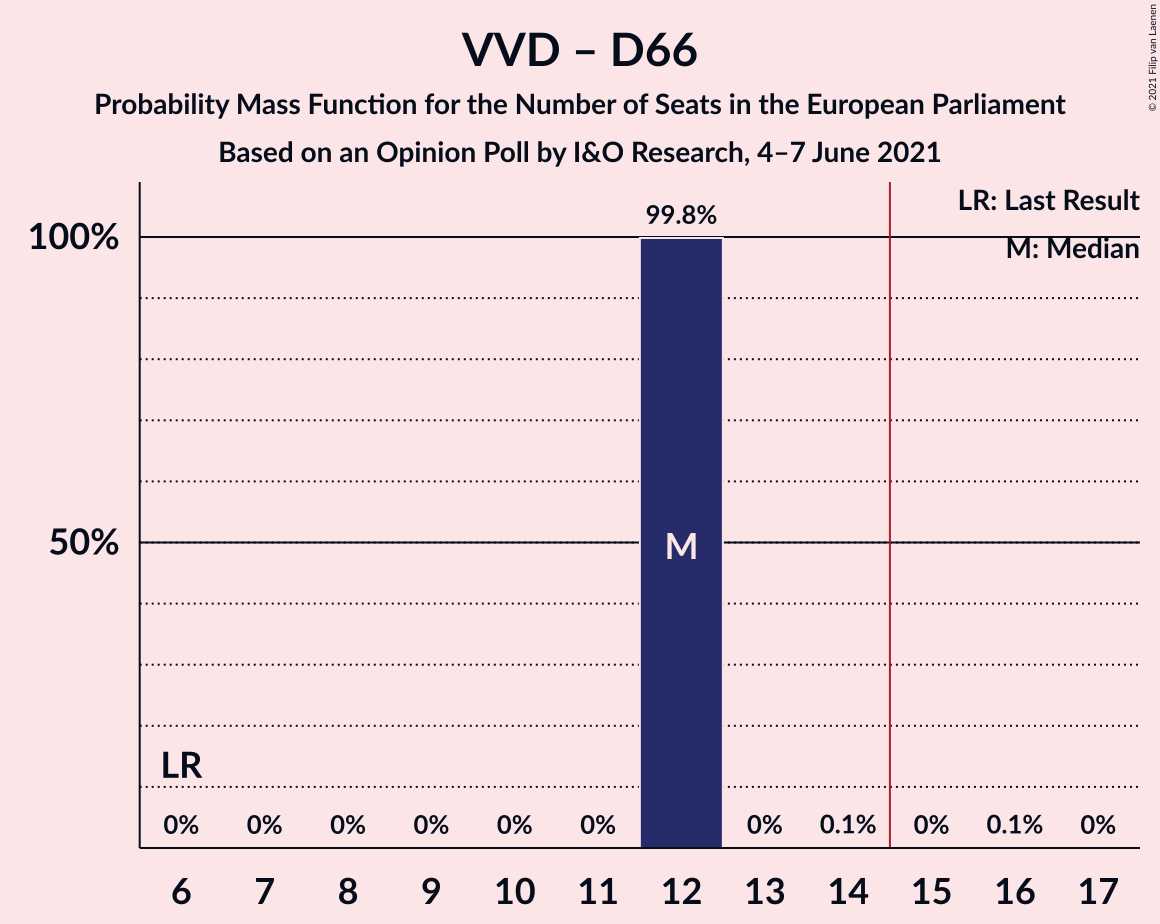 VVD – D66
Probability Mass Function for the Number of Seats in the European Parliament
Based on an Opinion Poll by I&O Research, 4–7 June 2021
© 2021 Filip van Laenen
LR: Last Result
M: Median
99.8%
100%
50%
M
LR
0% 0% 0% 0% 0% 0% 0% 0.1% 0% 0.1% 0%
6 7 8 9 10 11 12 13 14 15 16 17